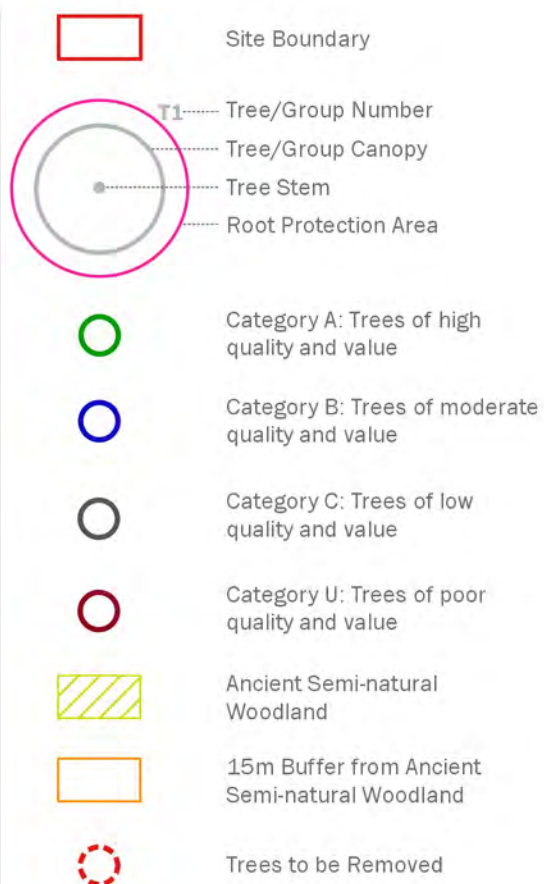 Site Boundary
T1
Tree/Group Number
Tree/Group Canopy
Tree Stem
Root Protection Area
Category A: Trees of high
quality and value
Category B: Trees of moderate
quality and value
Category C: Trees of low
quality and value
Category U: Trees of poor
quality and value
Ancient Semi-natural
Woodland
15m Buffer from Ancient
Semi-natural Woodland
Trees to be Removed